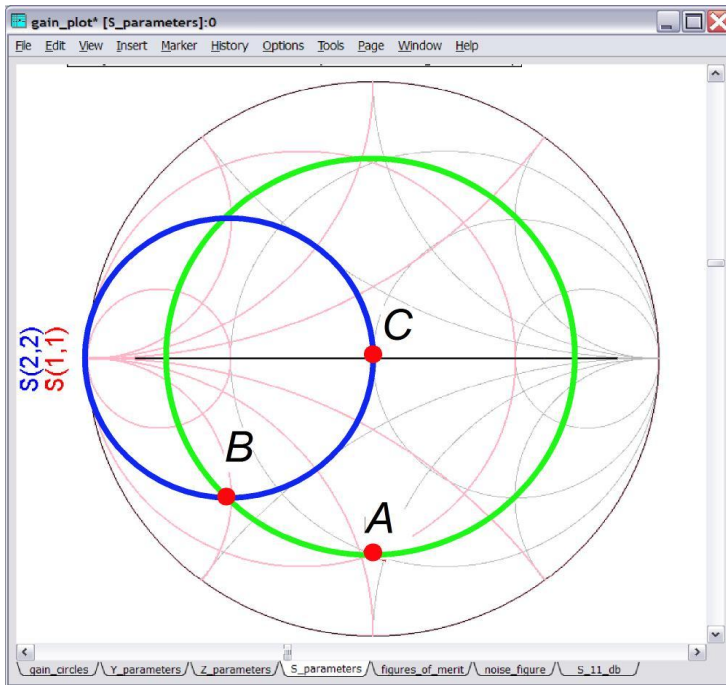 gain_plot* [S_parameters]:0
File Edit View Insert Marker History Options Tools Page Window Help
S(2,2)
S(1,1)
C
B
A
gain_circles Y_parameters Z_parameters S_parameters figures_of_merit noise_figure S_11_db